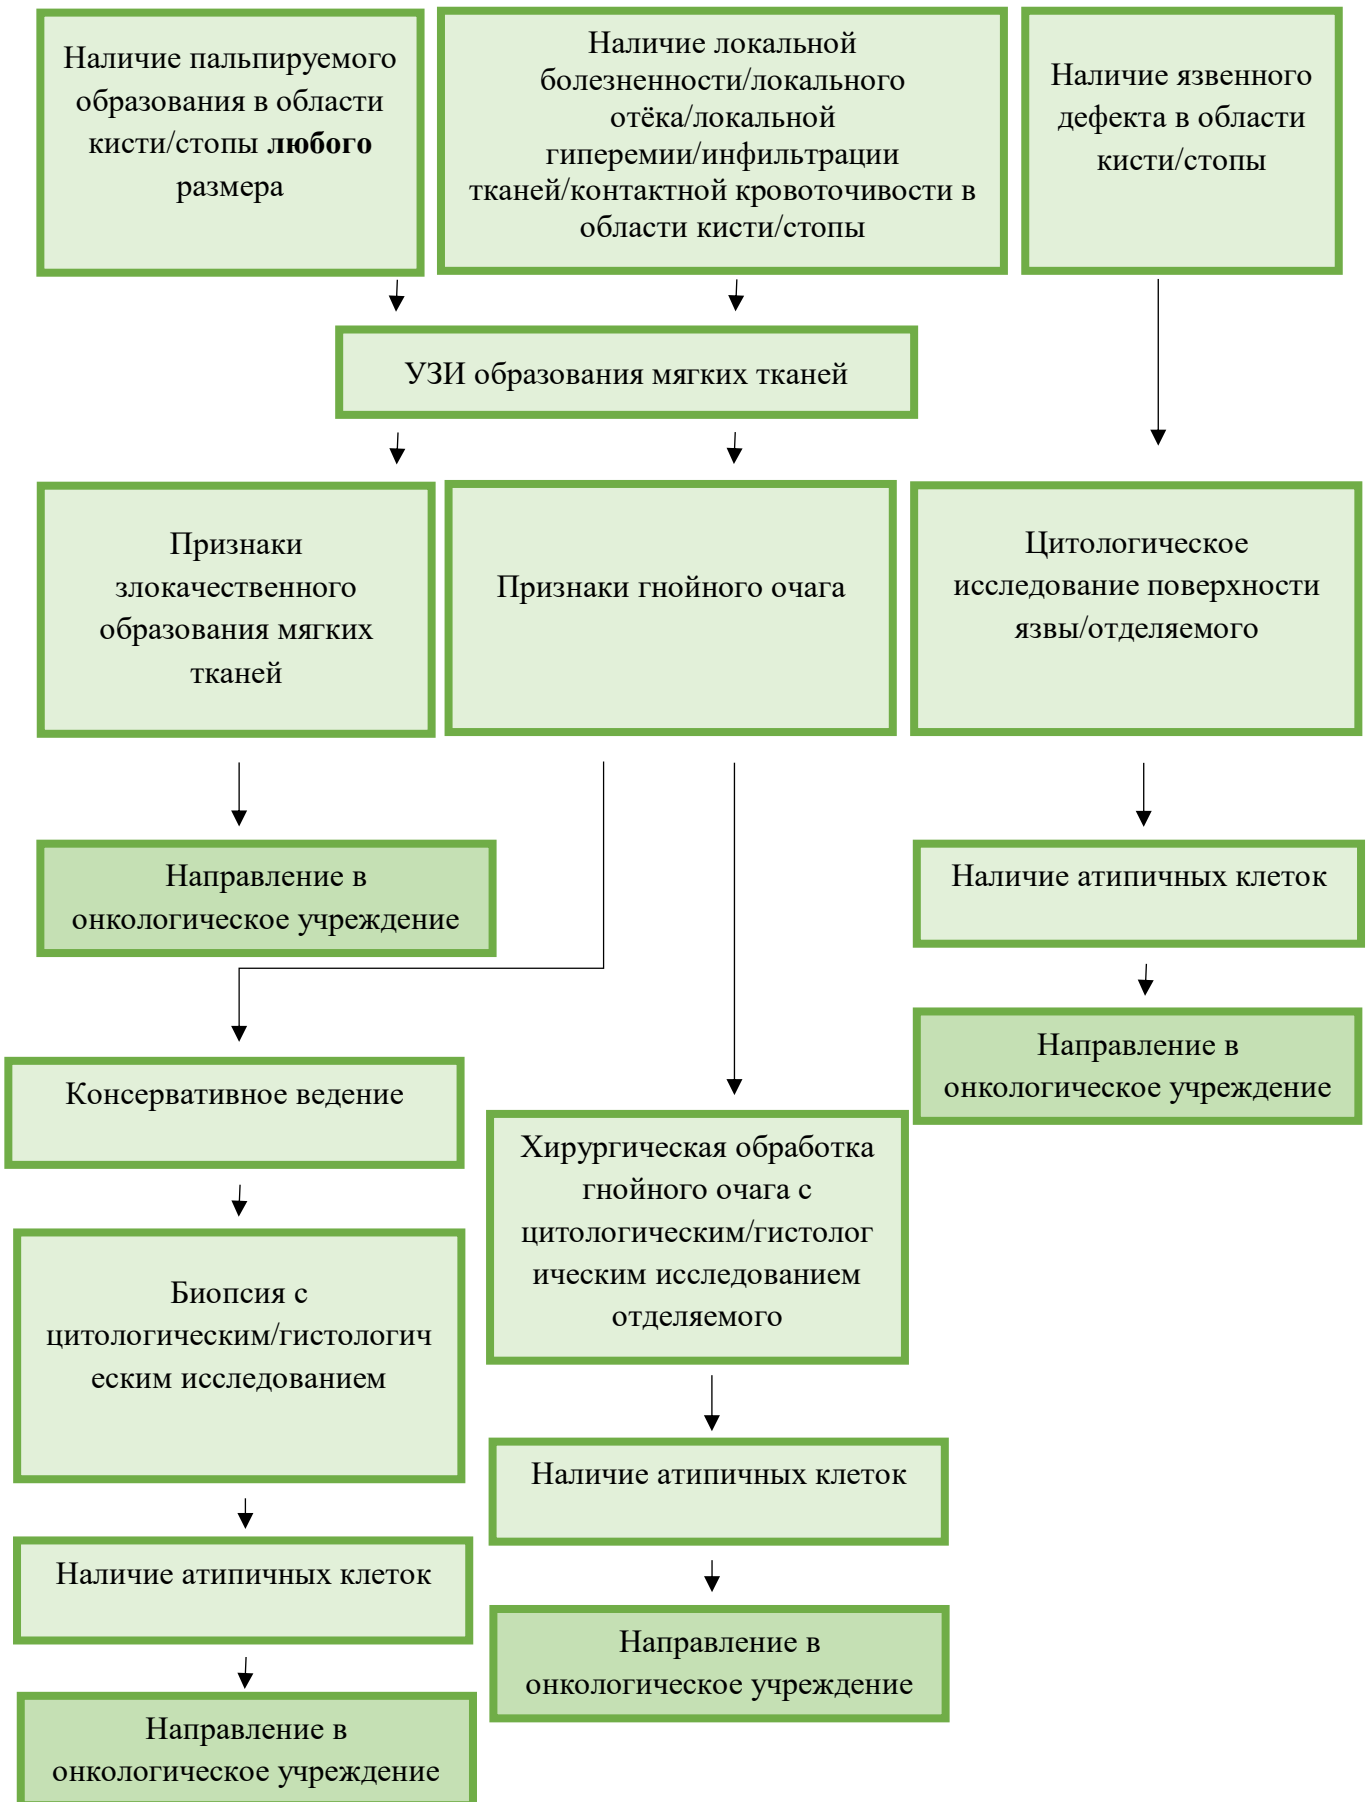 Наличие пальпируемого
образования в области
кисти/стопы любого
размера
Наличие локальной
болезненности/локального
отёка/локальной
гиперемии/инфильтрации
тканей/контактной кровоточивости в
области кисти/стопы
Наличие язвенного
дефекта в области
кисти/стопы
УЗИ образования мягких тканей
Признаки
злокачественного
образования мягких
тканей
Признаки гнойного очага
Цитологическое
исследование поверхности
язвы/отделяемого
Направление в
онкологическое учреждение
Наличие атипичных клеток
Направление в
онкологическое учреждение
Консервативное ведение
Хирургическая обработка
гнойного очага с
цитологическим/гистолог
ическим исследованием
отделяемого
Биопсия с
цитологическим/гистологич
еским исследованием
Наличие атипичных клеток
Наличие атипичных клеток
Направление в
онкологическое учреждение
Направление в
онкологическое учреждение